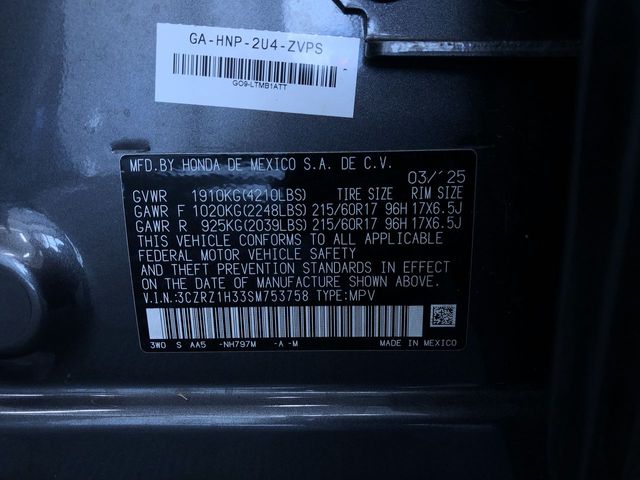 GA-HNP-2U4-ZVPS
GO9-LTMB1ATT
MFD.BY HONDA DE MEXICO S.A. DE C.V. 03/´25
GVWR 1910KG(4210LBS) TIRE SIZE RIM SIZE
GAWR F 1020KG(2248LBS) 215/60R17 96H 17X6.5J
GAWR R 925KG(2039LBS) 215/60R17 96H 17X6.5J
THIS VEHICLE CONFORMS TO ALL APPLICABLE
FEDERAL MOTOR VEHICLE SAFETY
AND THEFT PREVENTION STANDARDS IN EFFECT
ON THE DATE OF MANUFACTURE SHOWN ABOVE.
V.I.N:3CZRZ1H33SM753758 TYPE:MPV
3W0 S AA5 -NH797M -A -M MADE IN MEXICO